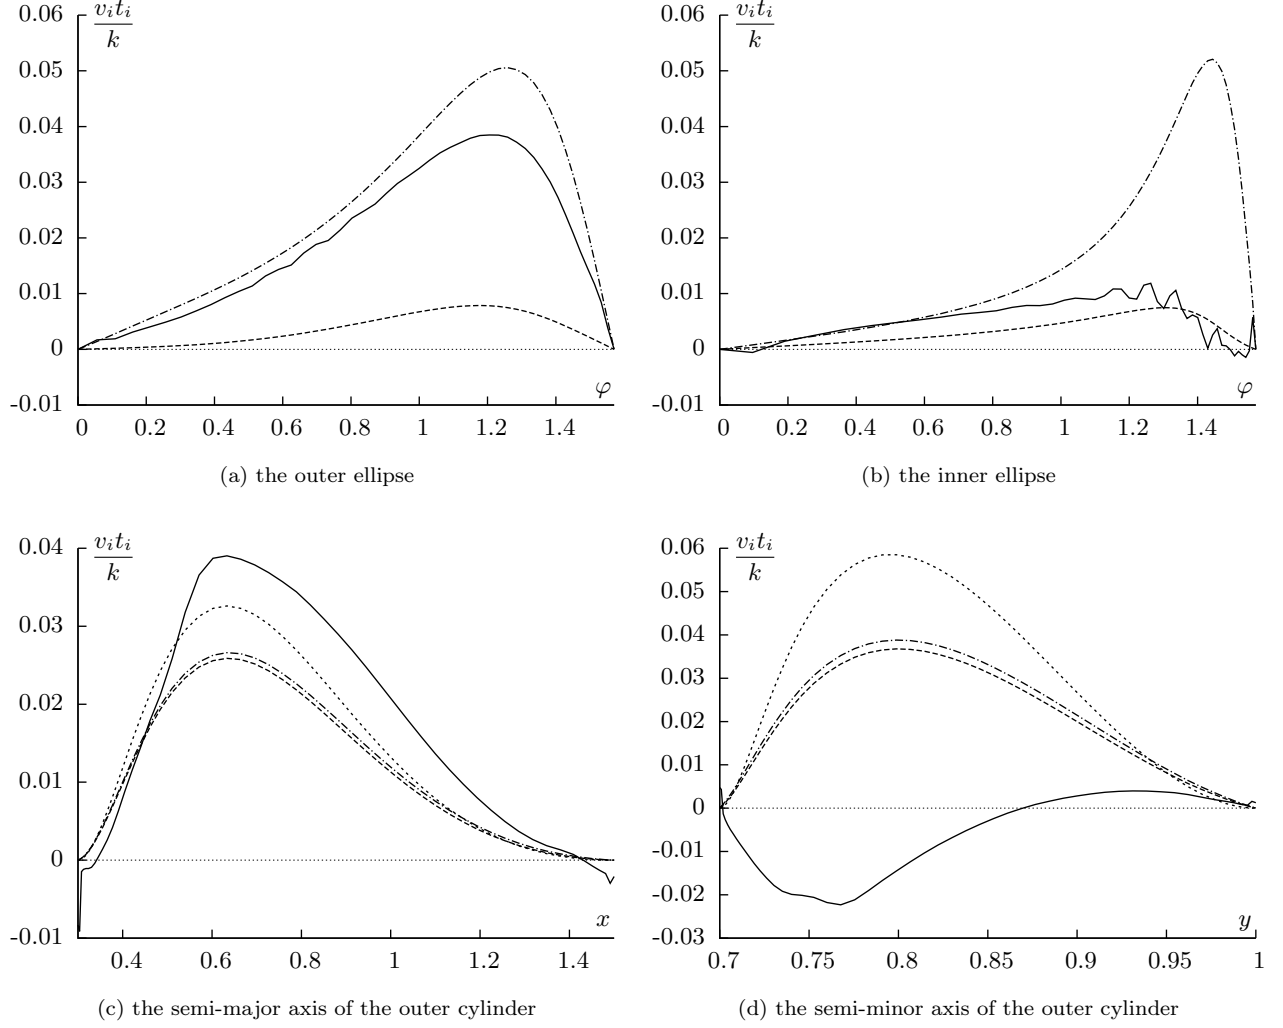 0.06
0.05
0.04
0.03
0.02
0.01
0
-0.01
v_i t_i
k
φ
0 0.2 0.4 0.6 0.8 1 1.2 1.4
(a) the outer ellipse
0.06
0.05
0.04
0.03
0.02
0.01
0
-0.01
v_i t_i
k
φ
0 0.2 0.4 0.6 0.8 1 1.2 1.4
(b) the inner ellipse
0.04
0.03
0.02
0.01
0
-0.01
v_i t_i
k
x
0.4 0.6 0.8 1 1.2 1.4
(c) the semi-major axis of the outer cylinder
0.06
0.05
0.04
0.03
0.02
0.01
0
-0.01
-0.02
-0.03
v_i t_i
k
y
0.7 0.75 0.8 0.85 0.9 0.95 1
(d) the semi-minor axis of the outer cylinder